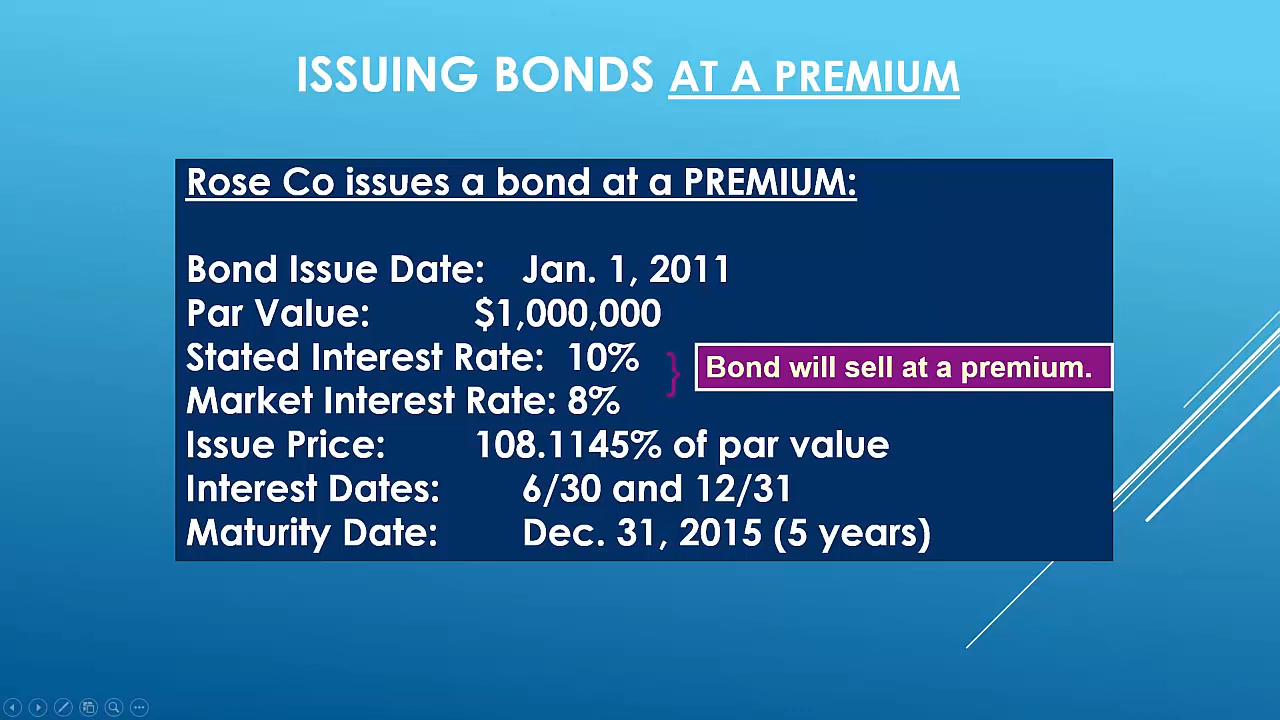 ISSUING BONDS AT A PREMIUM
Rose Co issues a bond at a PREMIUM:
Bond Issue Date: Jan. 1, 2011
Par Value: $1,000,000
Stated Interest Rate: 10%
} Bond will sell at a premium.
Market Interest Rate: 8%
Issue Price: 108.1145% of par value
Interest Dates: 6/30 and 12/31
Maturity Date: Dec. 31, 2015 (5 years)